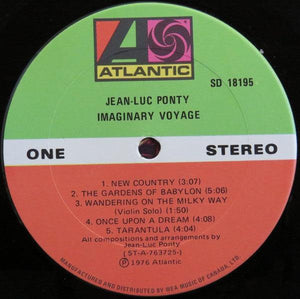 ATLANTIC
SD 18195
JEAN-LUC PONTY
IMAGINARY VOYAGE
ONE
STEREO
1. NEW COUNTRY (3:07)
2. THE GARDENS OF BABYLON (5:06)
3. WANDERING ON THE MILKY WAY
(Violin Solo) (1:50)
4. ONCE UPON A DREAM (4:08)
5. TARANTULA (4:04)
All compositions and arrangements by
Jean-Luc Ponty
(ST-A-763725-)
Ⓟ 1976 Atlantic
MANUFACTURED AND DISTRIBUTED BY WEA MUSIC OF CANADA, LTD.